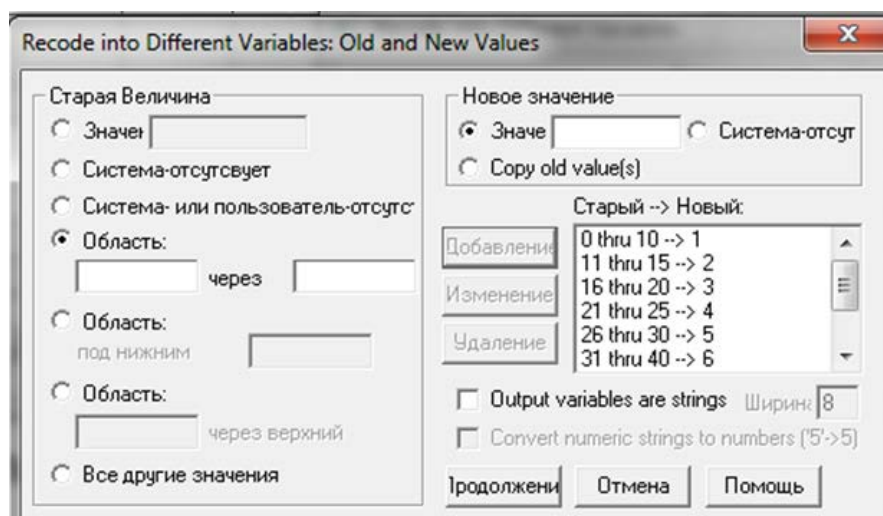 Recode into Different Variables: Old and New Values
Старая Величина
Значен
Система-отсутсвует
Система- или пользователь-отсутст
Область:
через
Область:
под нижним
Область:
через верхний
Все другие значения
Новое значение
Значе
Система-отсут
Copy old value(s)
Старый --> Новый:
Добавление
Изменение
Удаление
0 thru 10 --> 1
11 thru 15 --> 2
16 thru 20 --> 3
21 thru 25 --> 4
26 thru 30 --> 5
31 thru 40 --> 6
Output variables are strings
Ширина
8
Convert numeric strings to numbers ('5'->5)
Продолжени
Отмена
Помощь